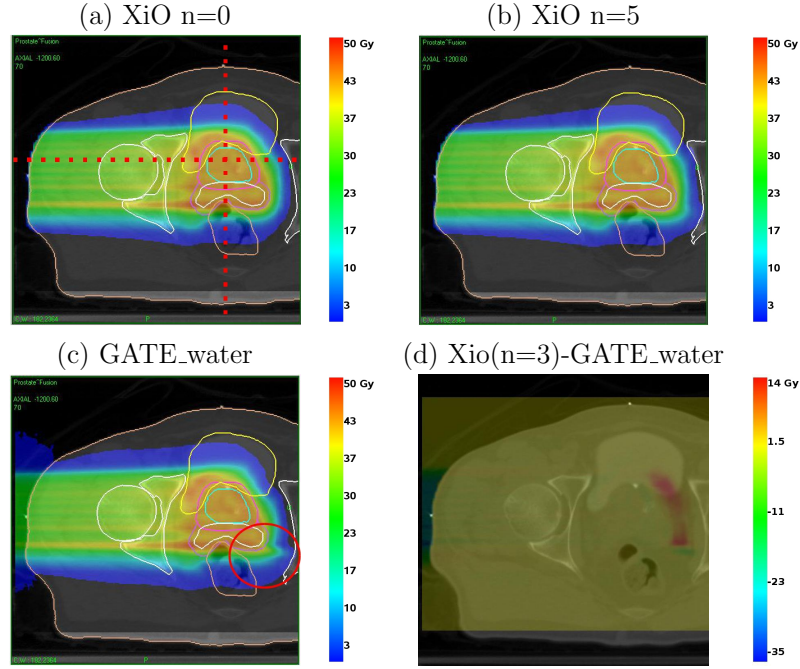 (a) XiO n=0
(b) XiO n=5
Prostate^Fusion
AXIAL -1200.60
70
50 Gy
43
37
30
23
17
10
3
P
Prostate^Fusion
AXIAL -1200.60
70
50 Gy
43
37
30
23
17
10
3
P
(c) GATE_water
(d) Xio(n=3)-GATE_water
Prostate^Fusion
AXIAL -1200.60
70
50 Gy
43
37
30
23
17
10
3
P
14 Gy
1.5
-11
-23
-35